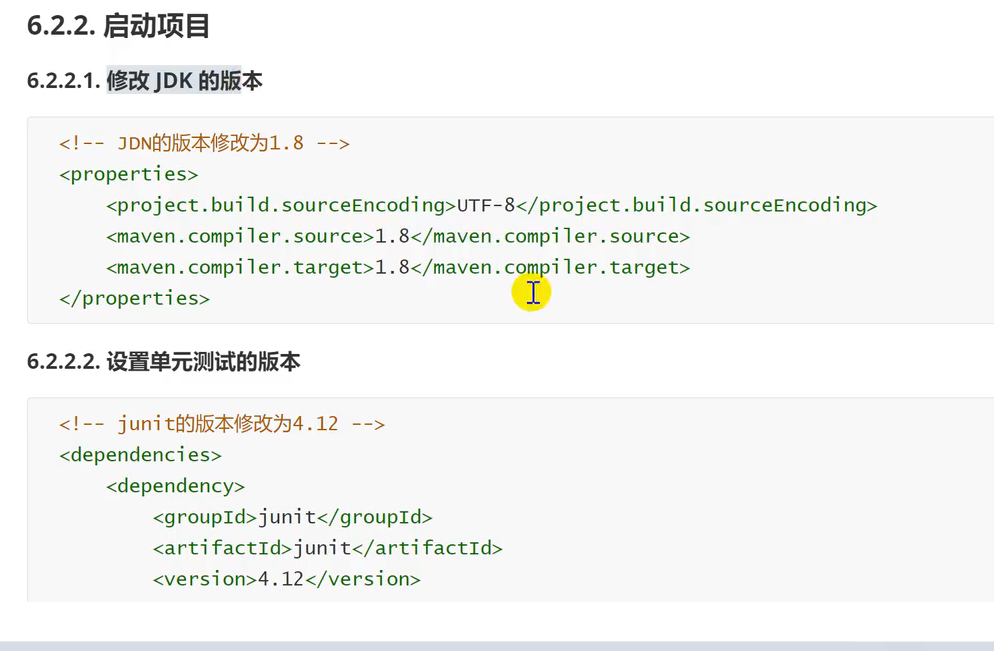 6.2.2. 启动项目
6.2.2.1. 修改 JDK 的版本
<!-- JDN的版本修改为1.8 -->
<properties>
<project.build.sourceEncoding>UTF-8</project.build.sourceEncoding>
<maven.compiler.source>1.8</maven.compiler.source>
<maven.compiler.target>1.8</maven.compiler.target>
</properties>
6.2.2.2. 设置单元测试的版本
<!-- junit的版本修改为4.12 -->
<dependencies>
<dependency>
<groupId>junit</groupId>
<artifactId>junit</artifactId>
<version>4.12</version>